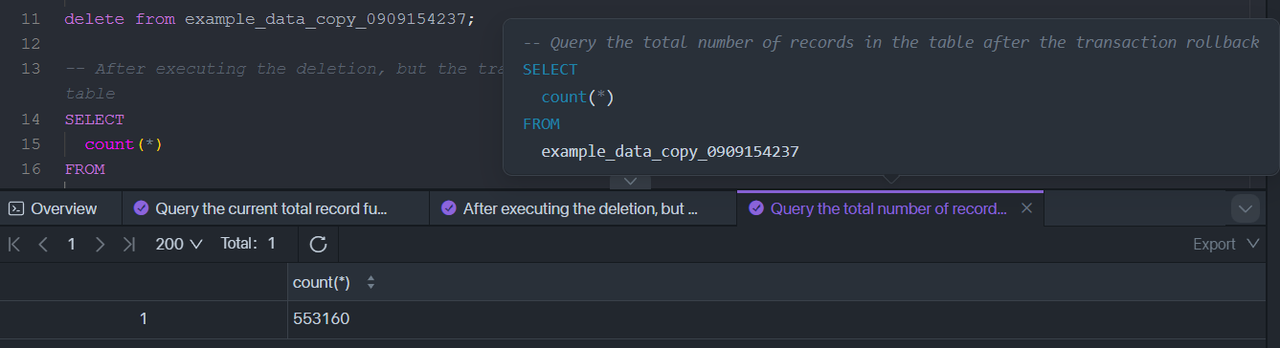 11 delete from example_data_copy_0909154237;
12
13 -- After executing the deletion, but the tra
table
14 SELECT
15 count(*)
16 FROM
-- Query the total number of records in the table after the transaction rollback
SELECT
count(*)
FROM
example_data_copy_0909154237
Overview Query the current total record fu... After executing the deletion, but ... Query the total number of record...
1 200 Total: 1 Export
count(*)
1 553160